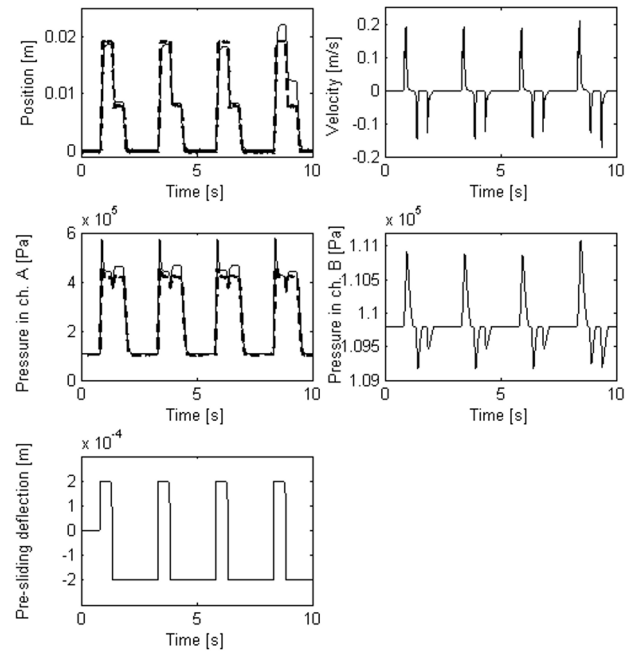 Position [m]
0.02
0.01
0
0 5 10
Time [s]
Velocity [m/s]
0.2
0.1
0
-0.1
-0.2
0 5 10
Time [s]
x 10^5
Pressure in ch. A [Pa]
6
4
2
0
0 5 10
Time [s]
x 10^5
Pressure in ch. B [Pa]
1.11
1.105
1.1
1.095
1.09
0 5 10
Time [s]
x 10^-4
Pre-sliding deflection [m]
2
1
0
-1
-2
0 5 10
Time [s]